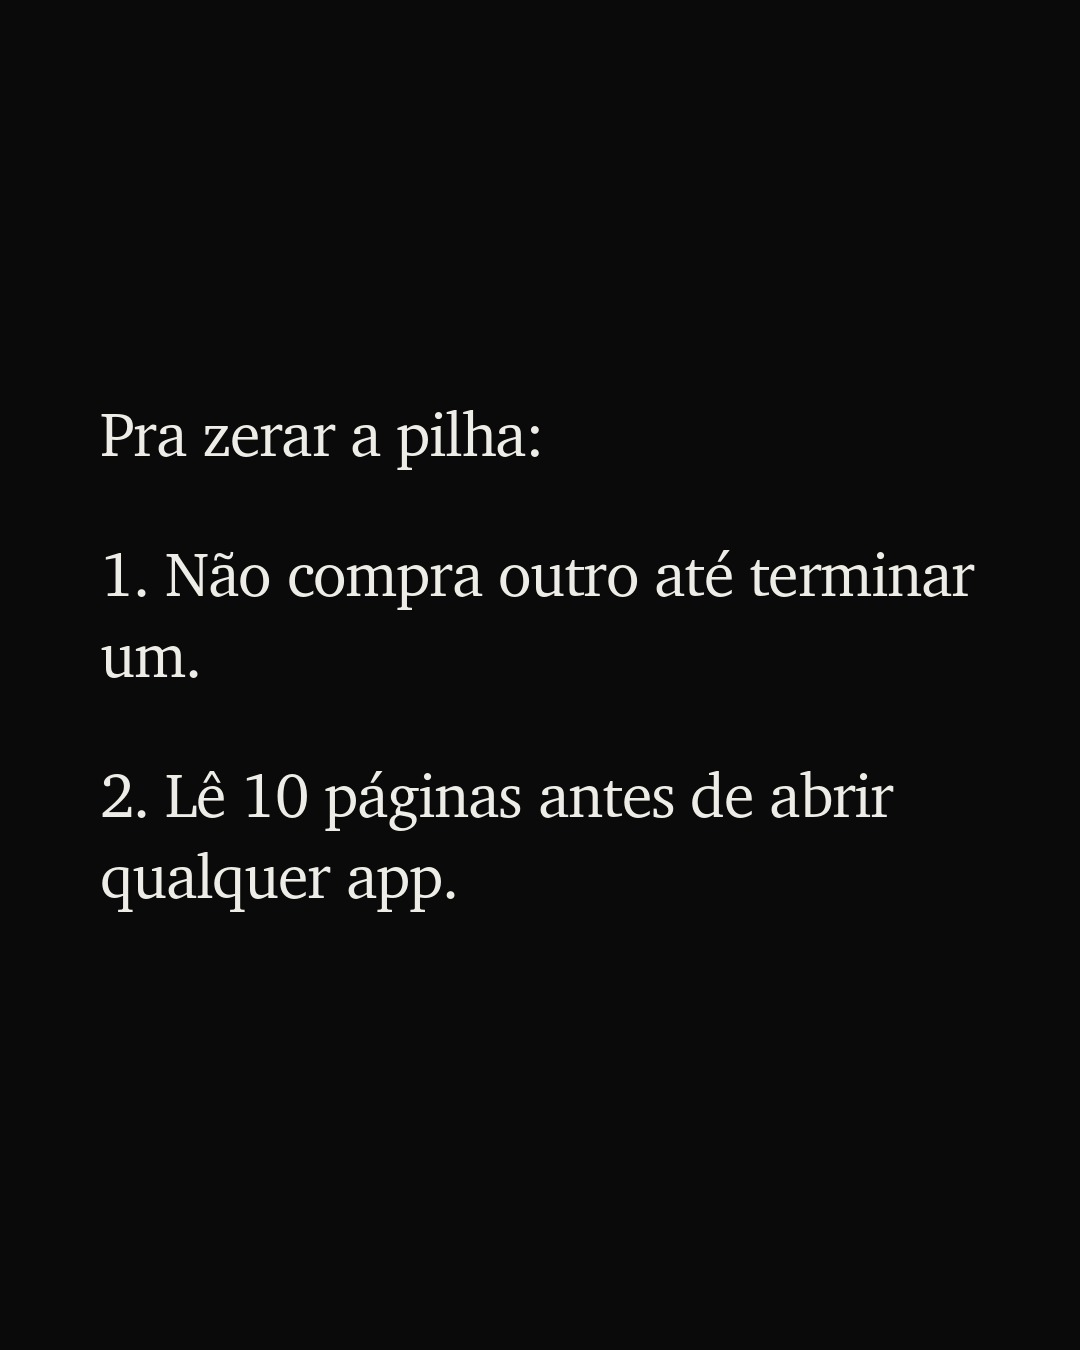 Pra zerar a pilha:
1. Não compra outro até terminar
um.
2. Lê 10 páginas antes de abrir
qualquer app.